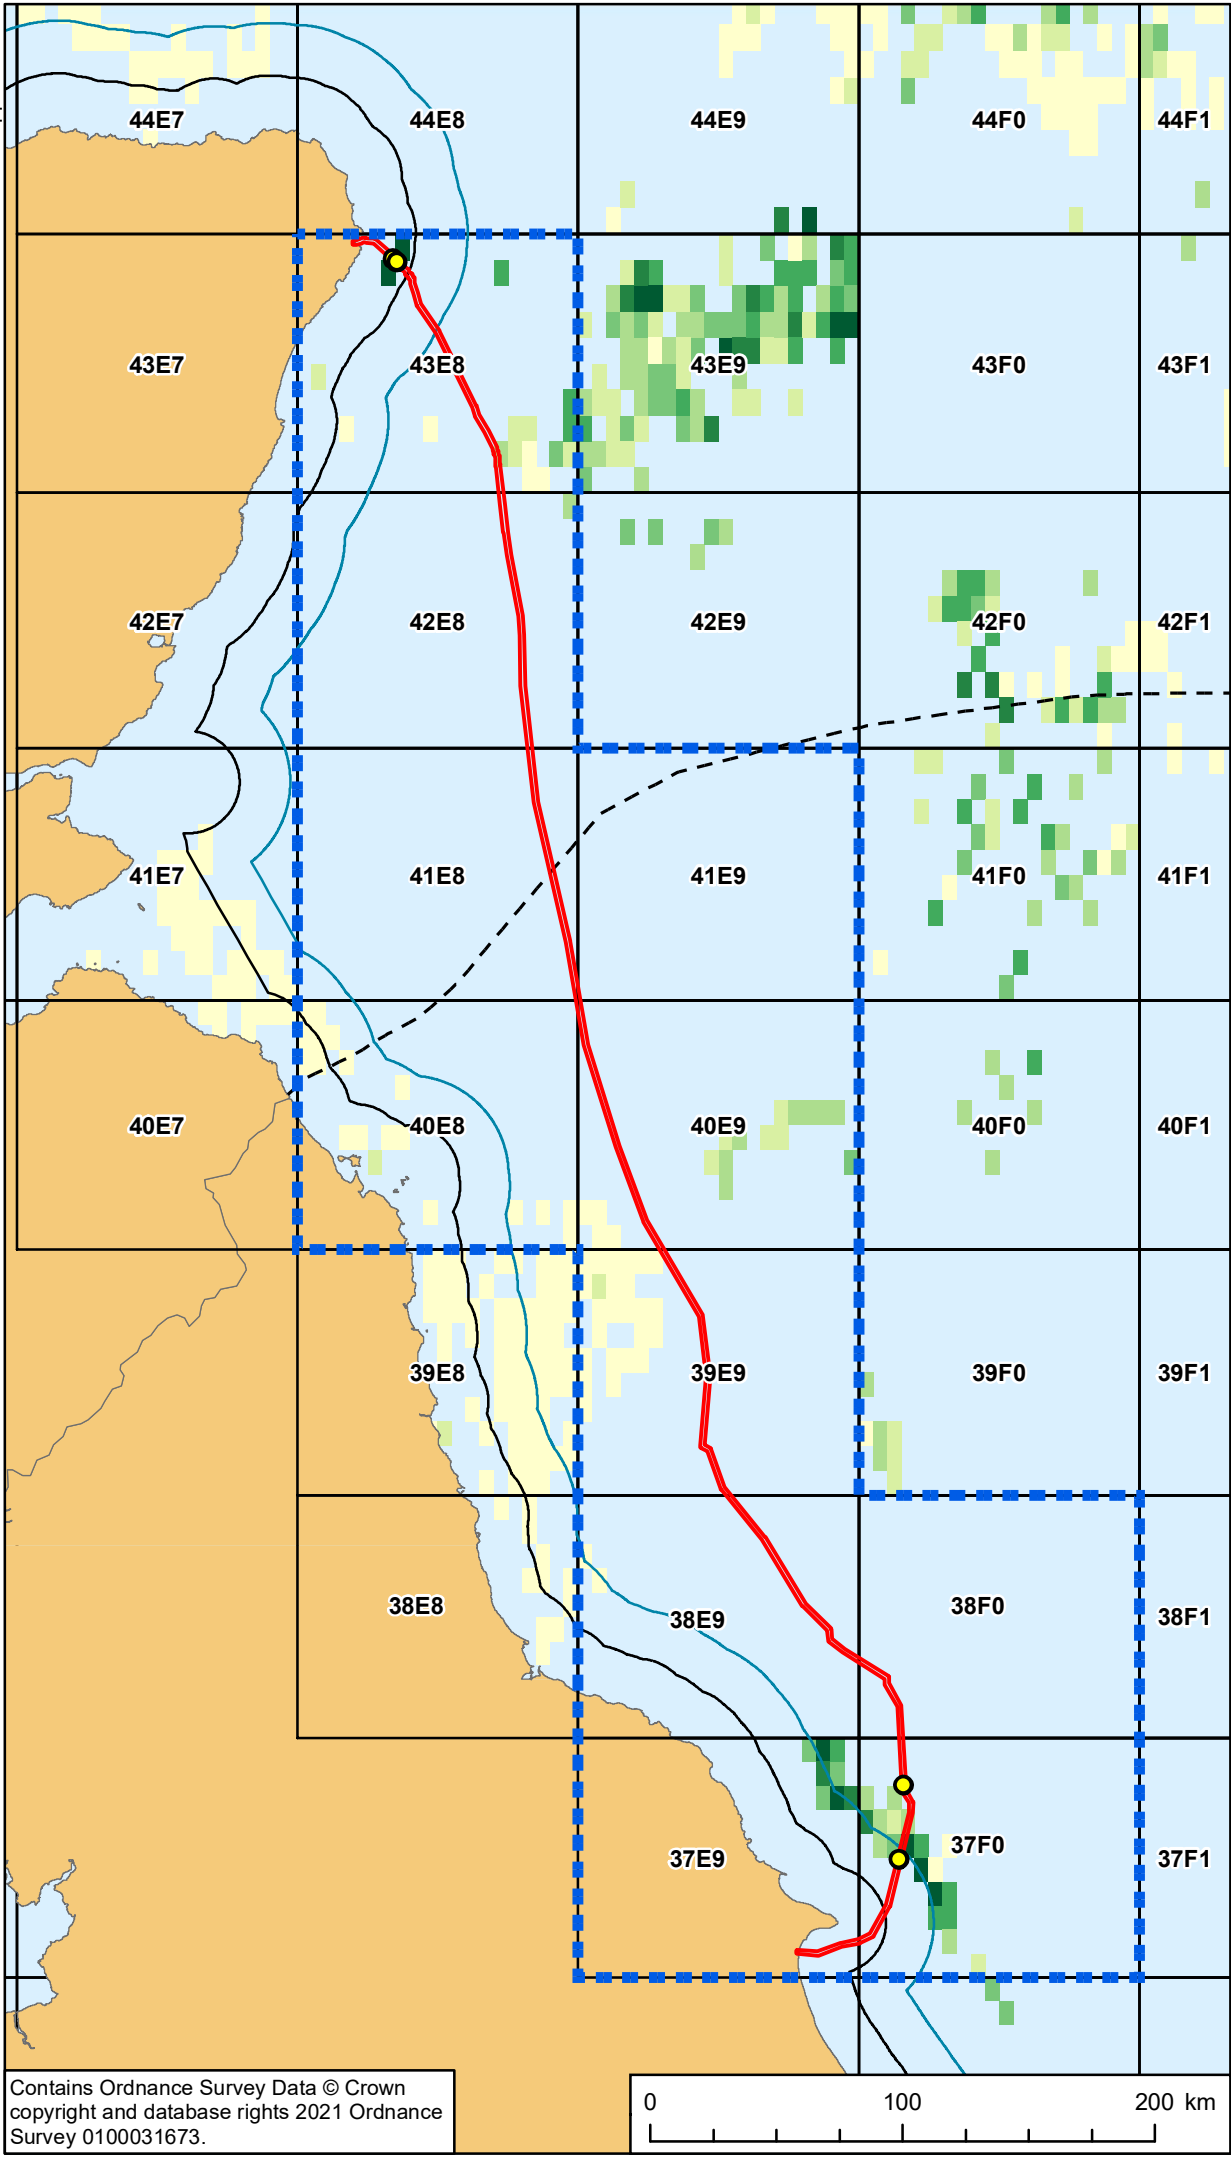 44E7 44E8 44E9 44F0 44F1
43E7 43E8 43E9 43F0 43F1
42E7 42E8 42E9 42F0 42F1
41E7 41E8 41E9 41F0 41F1
40E7 40E8 40E9 40F0 40F1
39E8 39E9 39F0 39F1
38E8 38E9 38F0 38F1
37E9 37F0 37F1
Contains Ordnance Survey Data © Crown
copyright and database rights 2021 Ordnance
Survey 0100031673.
0 100 200 km